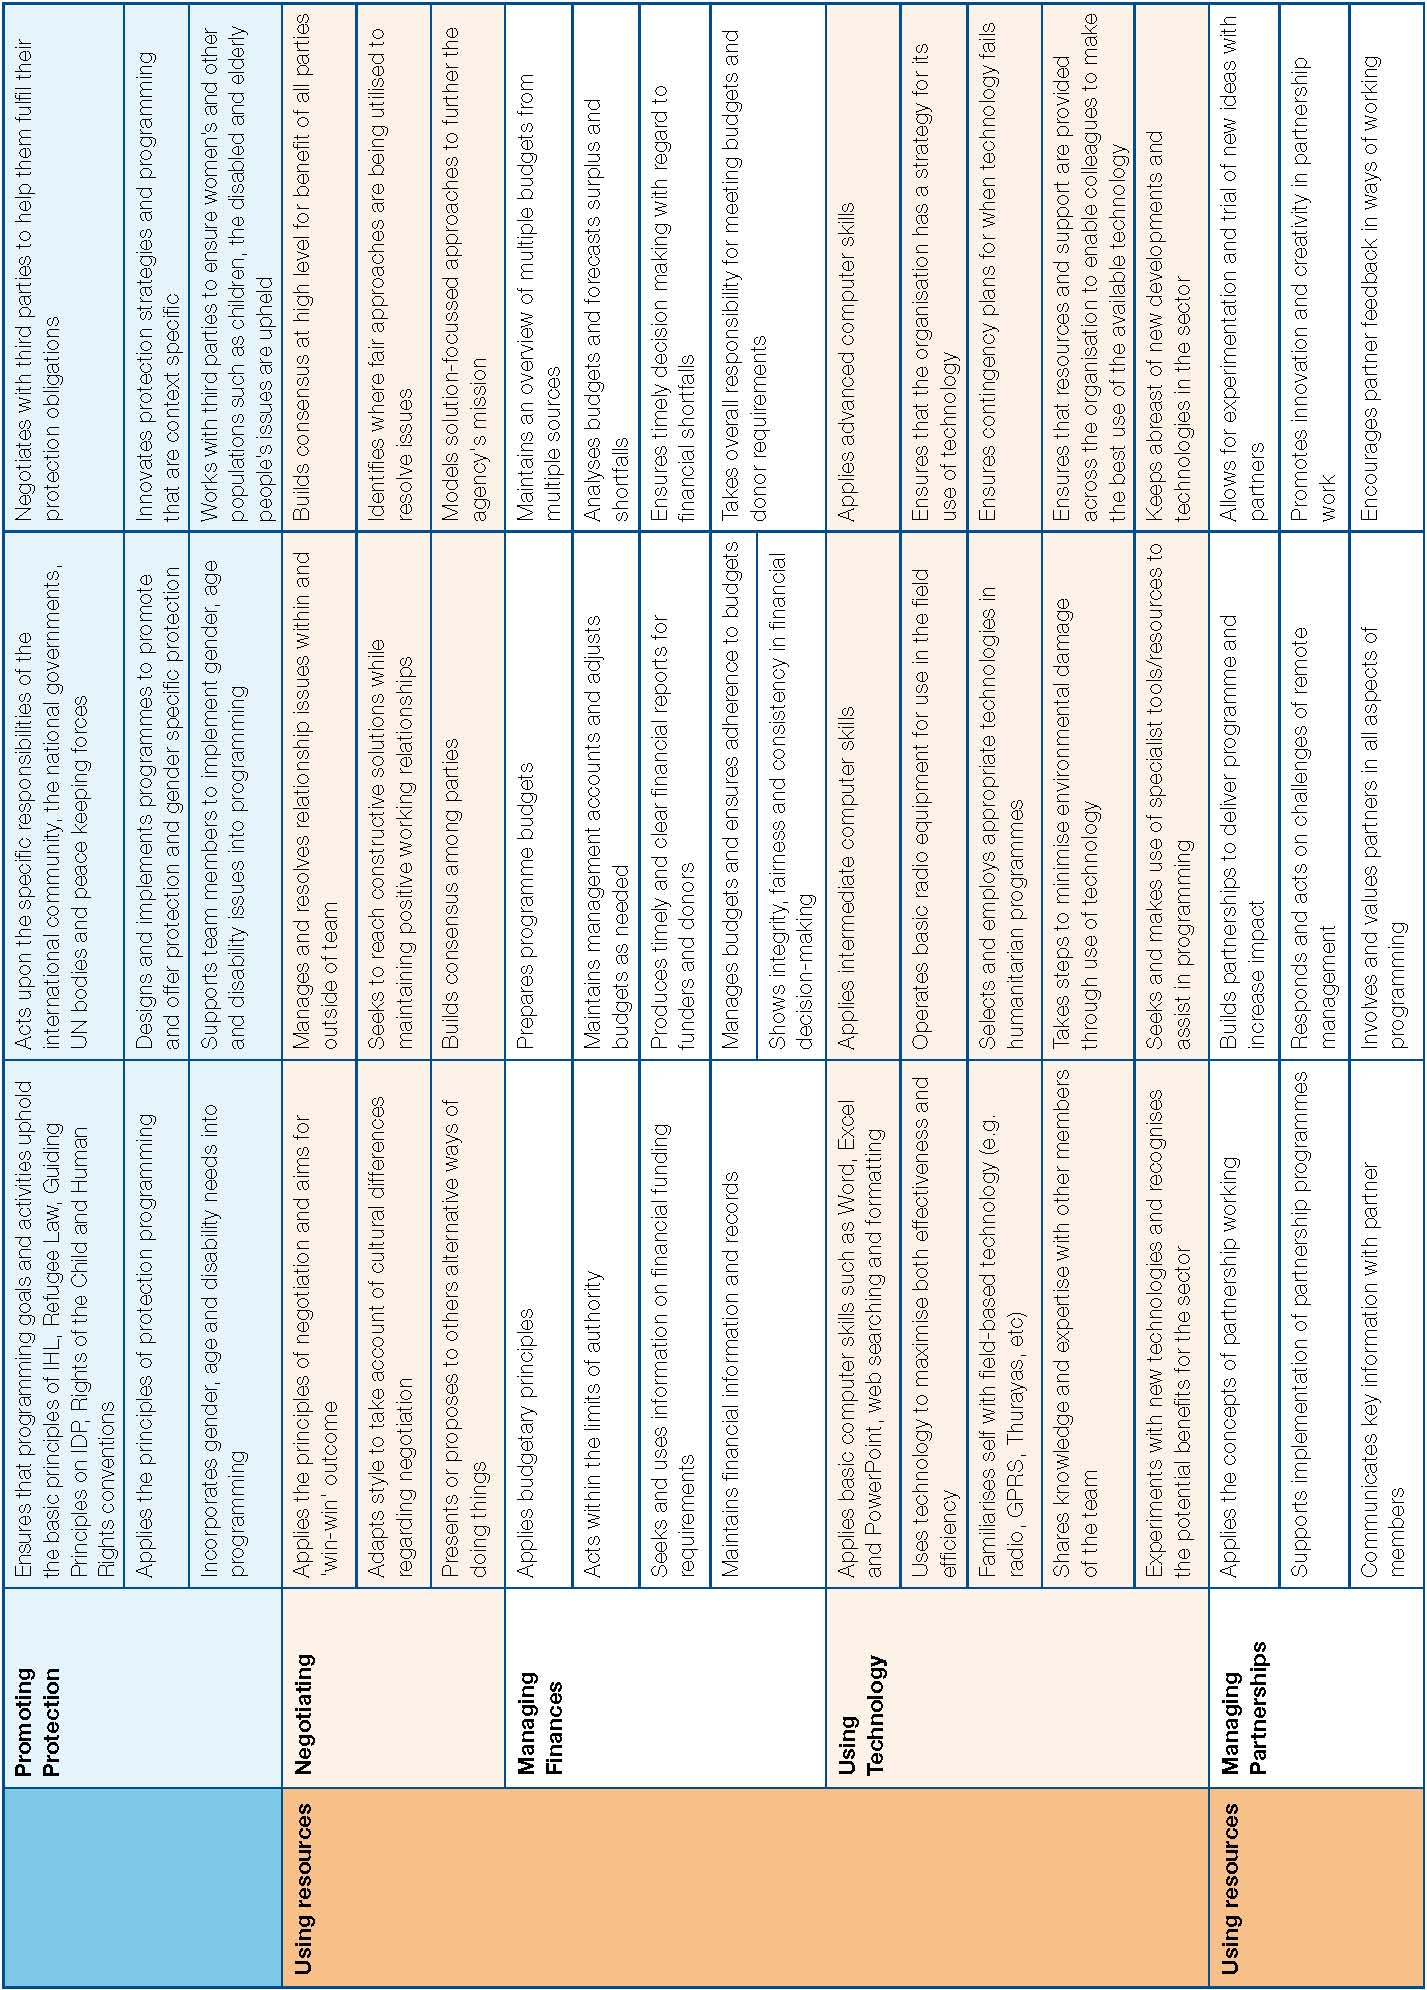 Promoting
Protection
Ensures that programming goals and activities uphold
the basic principles of IHL, Refugee Law, Guiding
Principles on IDP, Rights of the Child and Human
Rights conventions
Acts upon the specific responsibilities of the
international community, the national governments,
UN bodies and peace keeping forces
Negotiates with third parties to help them fulfil their
protection obligations
Applies the principles of protection programming
Designs and implements programmes to promote
and offer protection and gender specific protection
Innovates protection strategies and programming
that are context specific
Incorporates gender, age and disability needs into
programming
Supports team members to implement gender, age
and disability issues into programming
Works with third parties to ensure women's and other
populations such as children, the disabled and elderly
people's issues are upheld
Using resources
Negotiating
Applies the principles of negotiation and aims for
'win-win' outcome
Manages and resolves relationship issues within and
outside of team
Builds consensus at high level for benefit of all parties
Adapts style to take account of cultural differences
regarding negotiation
Seeks to reach constructive solutions while
maintaining positive working relationships
Identifies where fair approaches are being utilised to
resolve issues
Presents or proposes to others alternative ways of
doing things
Builds consensus among parties
Models solution-focussed approaches to further the
agency's mission
Managing
Finances
Applies budgetary principles
Prepares programme budgets
Maintains an overview of multiple budgets from
multiple sources
Acts within the limits of authority
Maintains management accounts and adjusts
budgets as needed
Analyses budgets and forecasts surplus and
shortfalls
Seeks and uses information on financial funding
requirements
Produces timely and clear financial reports for
funders and donors
Ensures timely decision making with regard to
financial shortfalls
Maintains financial information and records
Manages budgets and ensures adherence to budgets
Shows integrity, fairness and consistency in financial
decision-making
Takes overall responsibility for meeting budgets and
donor requirements
Using
Technology
Applies basic computer skills such as Word, Excel
and PowerPoint, web searching and formatting
Applies intermediate computer skills
Applies advanced computer skills
Uses technology to maximise both effectiveness and
efficiency
Operates basic radio equipment for use in the field
Ensures that the organisation has a strategy for its
use of technology
Familiarises self with field-based technology (e.g.
radio, GPRS, Thurayas, etc)
Selects and employs appropriate technologies in
humanitarian programmes
Ensures contingency plans for when technology fails
Shares knowledge and expertise with other members
of the team
Takes steps to minimise environmental damage
through use of technology
Ensures that resources and support are provided
across the organisation to enable colleagues to make
the best use of the available technology
Experiments with new technologies and recognises
the potential benefits for the sector
Seeks and makes use of specialist tools/resources to
assist in programming
Keeps abreast of new developments and
technologies in the sector
Using resources
Managing
Partnerships
Applies the concepts of partnership working
Builds partnerships to deliver programme and
increase impact
Allows for experimentation and trial of new ideas with
partners
Supports implementation of partnership programmes
Responds and acts on challenges of remote
management
Promotes innovation and creativity in partnership
work
Communicates key information with partner
members
Involves and values partners in all aspects of
programming
Encourages partner feedback in ways of working